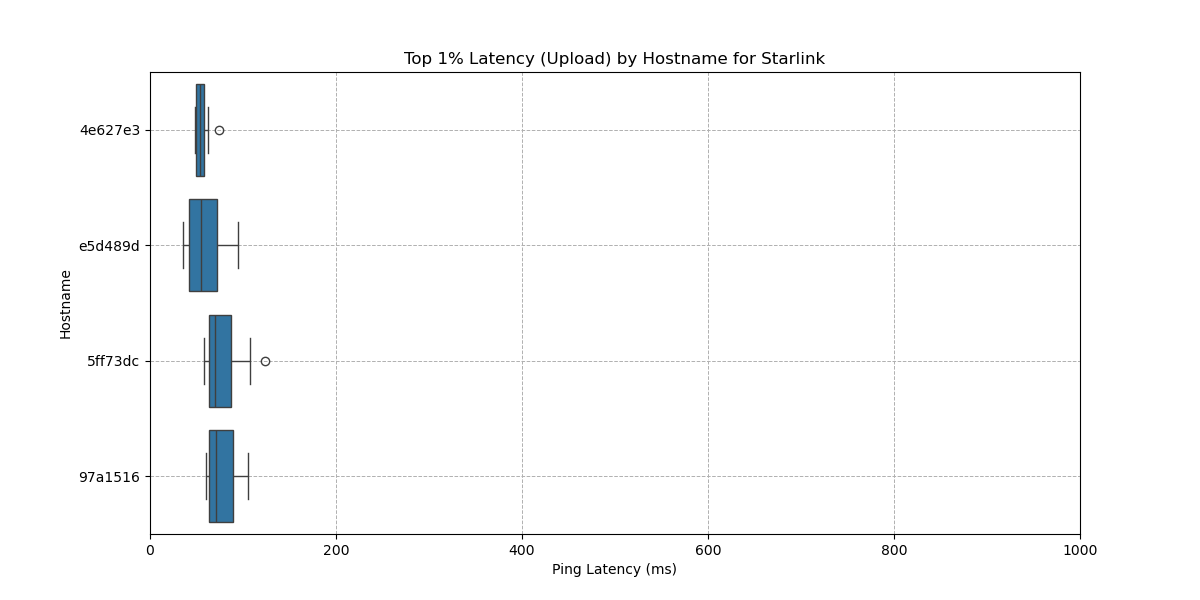 Top 1% Latency (Upload) by Hostname for Starlink
Hostname
4e627e3
e5d489d
5ff73dc
97a1516
0 200 400 600 800 1000
Ping Latency (ms)